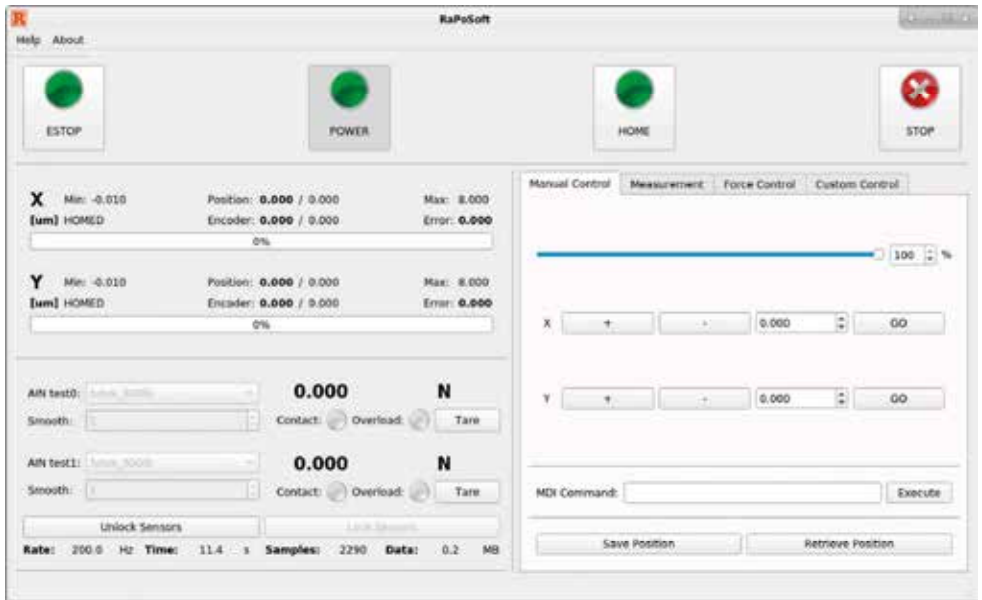 R
RaPoSoft
Help About
ESTOP POWER HOME STOP
X Min: -0.010 Position: 0.000 / 0.000 Max: 8.000
[um] HOMED Encoder: 0.000 / 0.000 Error: 0.000
0%
Y Min: -0.010 Position: 0.000 / 0.000 Max: 8.000
[um] HOMED Encoder: 0.000 / 0.000 Error: 0.000
0%
AIN test0: 0.000 N
Smooth: 1 Contact: Overload: Tare
AIN test1: 0.000 N
Smooth: 1 Contact: Overload: Tare
Unlock Sensors Lock Sensors
Rate: 200.0 Hz Time: 11.4 s Samples: 2290 Data: 0.2 MB
Manual Control Measurement Force Control Custom Control
100 %
X + - 0.000 GO
Y + - 0.000 GO
MDI Command: Execute
Save Position Retrieve Position